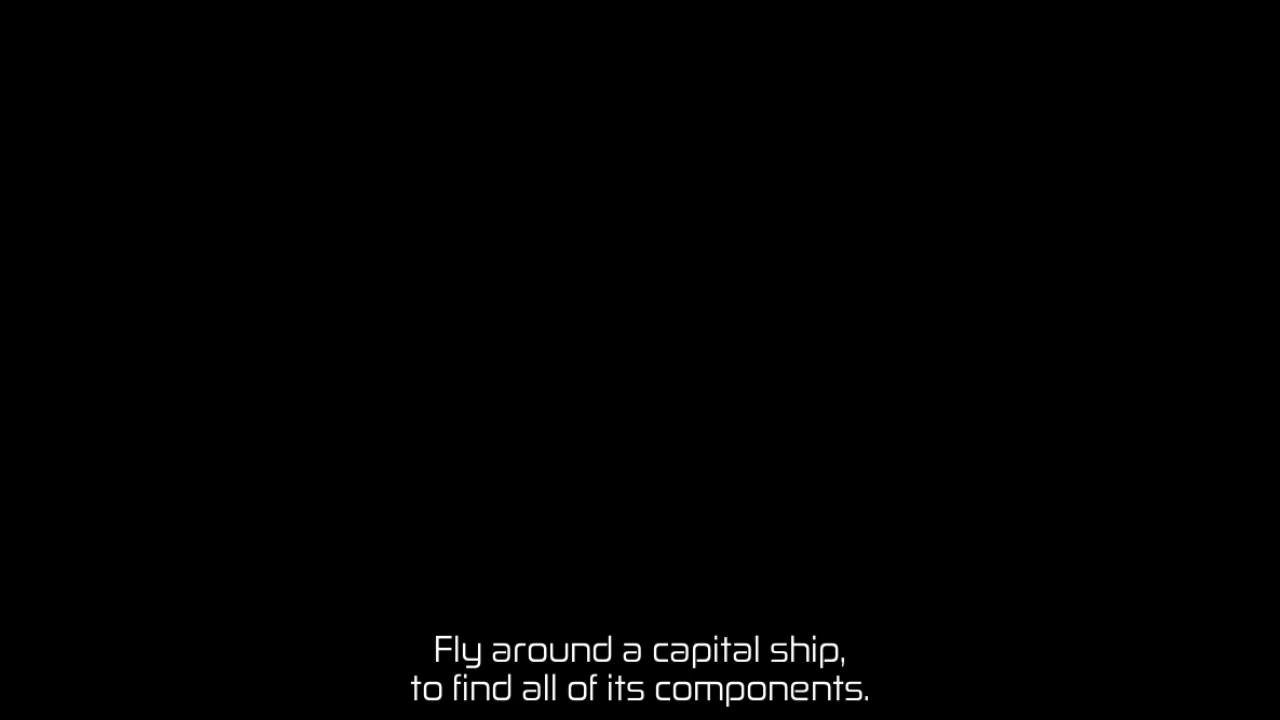 Fly around a capital ship,
to find all of its components.